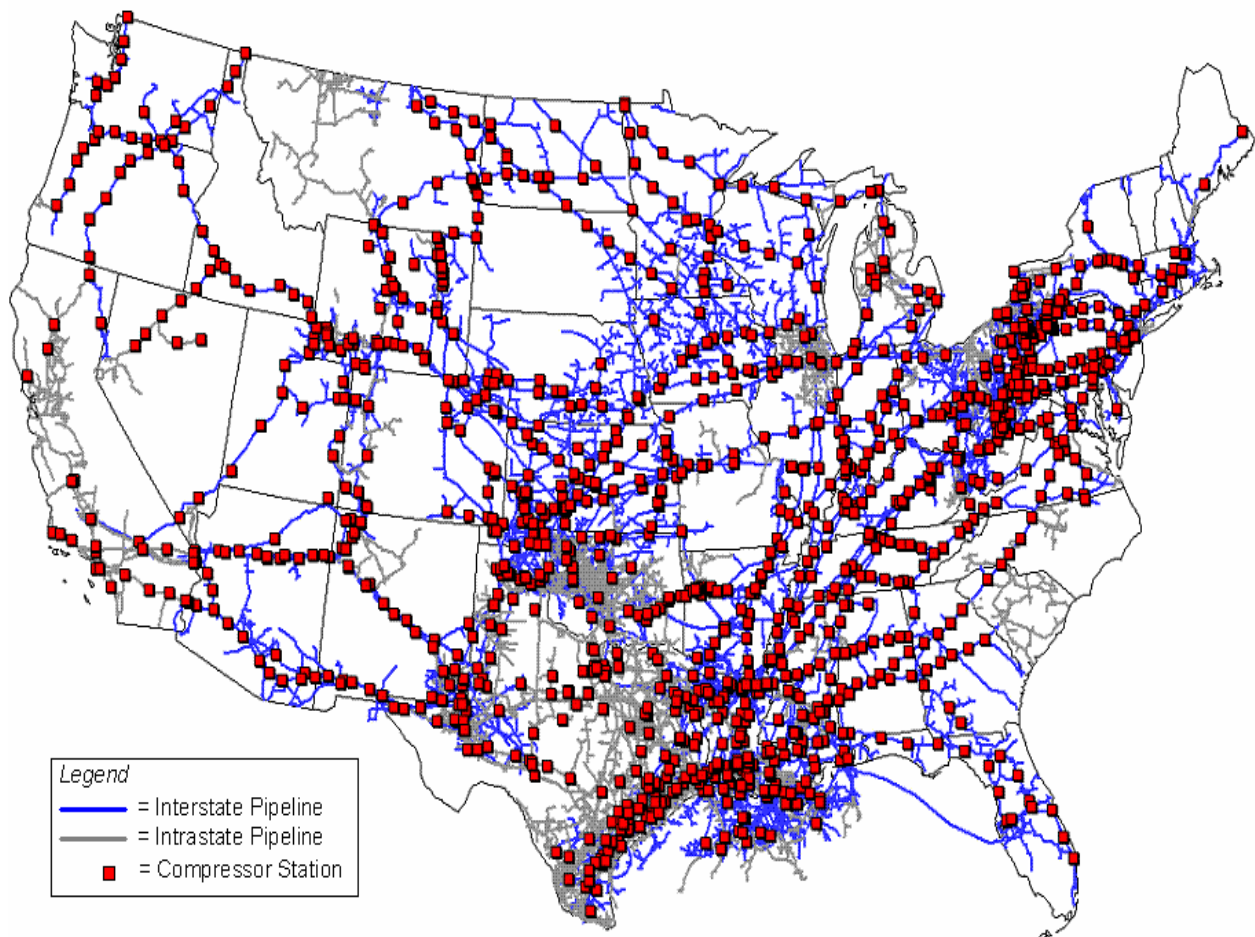 Legend
= Interstate Pipeline
= Intrastate Pipeline
= Compressor Station